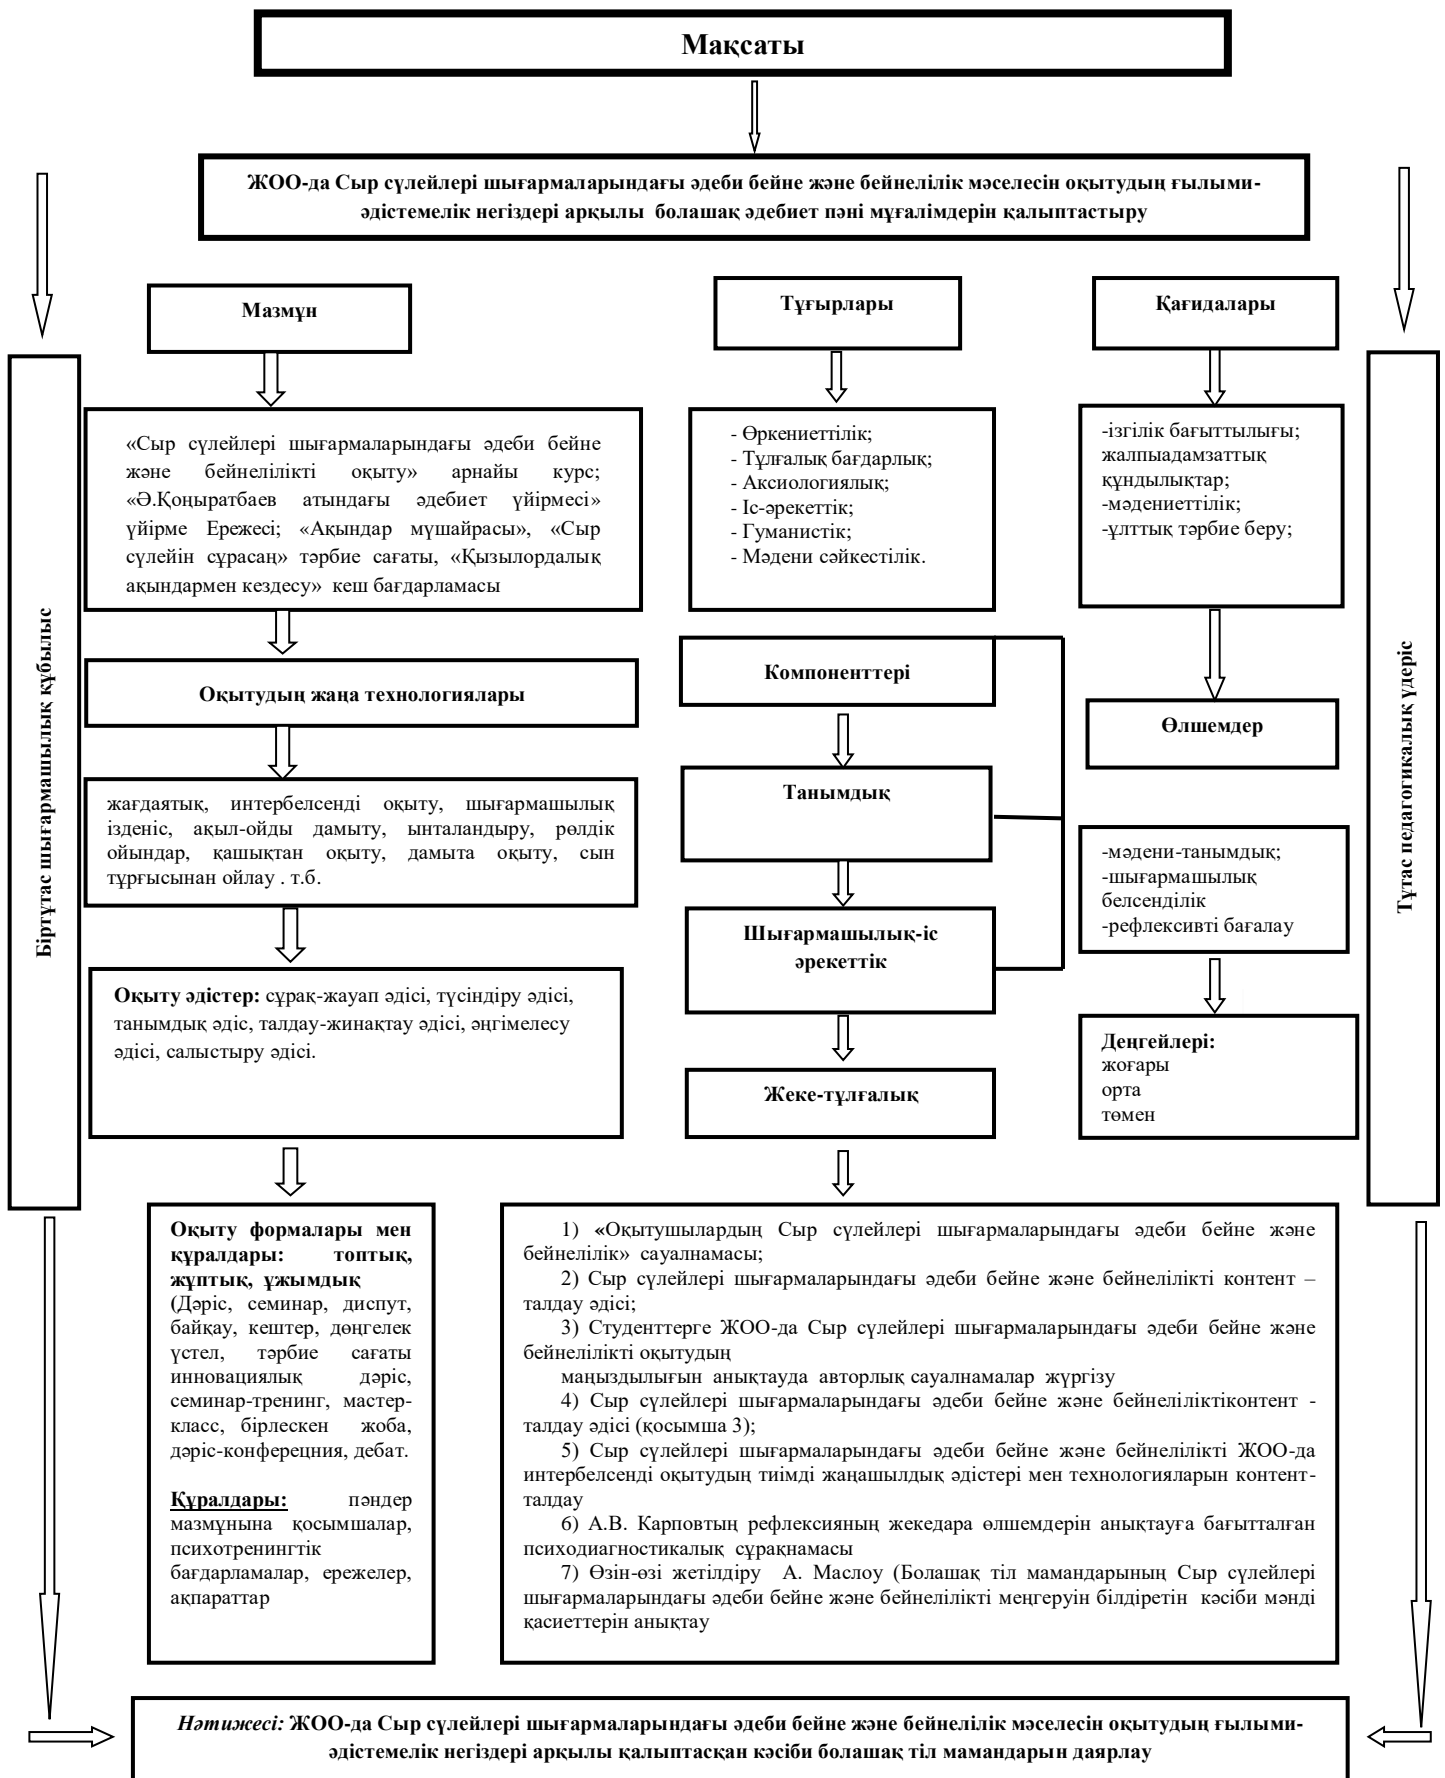 Мақсаты
ЖОО-да Сыр сүлейлері шығармаларындағы әдеби бейне және бейнелілік мәселесін оқытудың ғылыми-
әдістемелік негіздері арқылы болашақ әдебиет пәні мұғалімдерін қалыптастыру
Біртұтас шығармашылық құбылыс
Мазмұн
«Сыр сүлейлері шығармаларындағы әдеби бейне
және бейнелілікті оқыту» арнайы курс;
«Ә.Қоңыратбаев атындағы әдебиет үйірмесі»
үйірме Ережесі; «Ақындар мүшайрасы», «Сыр
сүлейін сұрасаң» тәрбие сағаты, «Қызылордалық
ақындармен кездесу» кеш бағдарламасы
Оқытудың жаңа технологиялары
жағдаятық, интербелсенді оқыту, шығармашылық
ізденіс, ақыл-ойды дамыту, ынталандыру, рөлдік
ойындар, қашықтан оқыту, дамыта оқыту, сын
тұрғысынан ойлау . т.б.
Оқыту әдістер: сұрақ-жауап әдісі, түсіндіру әдісі,
танымдық әдіс, талдау-жинақтау әдісі, әңгімелесу
әдісі, салыстыру әдісі.
Оқыту формалары мен
құралдары: топтық,
жұптық, ұжымдық
(Дәріс, семинар, диспут,
байқау, кештер, дөңгелек
үстел, тәрбие сағаты
инновациялық дәріс,
семинар-тренинг, мастер-
класс, бірлескен жоба,
дәріс-конферецния, дебат.
Құралдары: пәндер
мазмұнына қосымшалар,
психотренингтік
бағдарламалар, ережелер,
ақпараттар
Тұғырлары
- Өркениеттілік;
- Тұлғалық бағдарлық;
- Аксиологиялық;
- Іс-әрекеттік;
- Гуманистік;
- Мәдени сәйкестілік.
Компоненттері
Танымдық
Шығармашылық-іс
әрекеттік
Жеке-тұлғалық
Қағидалары
-ізгілік бағыттылығы;
жалпыадамзаттық
құндылықтар;
-мәдениеттілік;
-ұлттық тәрбие беру;
Өлшемдер
-мәдени-танымдық;
-шығармашылық
белсенділік
-рефлексивті бағалау
Деңгейлері:
жоғары
орта
төмен
Тұтас педагогикалық үдеріс
1) «Оқытушылардың Сыр сүлейлері шығармаларындағы әдеби бейне және
бейнелілік» сауалнамасы;
2) Сыр сүлейлері шығармаларындағы әдеби бейне және бейнелілікті контент –
талдау әдісі;
3) Студенттерге ЖОО-да Сыр сүлейлері шығармаларындағы әдеби бейне және
бейнелілікті оқытудың
маңыздылығын анықтауда авторлық сауалнамалар жүргізу
4) Сыр сүлейлері шығармаларындағы әдеби бейне және бейнеліліктіконтент -
талдау әдісі (қосымша 3);
5) Сыр сүлейлері шығармаларындағы әдеби бейне және бейнелілікті ЖОО-да
интербелсенді оқытудың тиімді жаңашылдық әдістері мен технологияларын контент-
талдау
6) А.В. Карповтың рефлексияның жекедара өлшемдерін анықтауға бағытталған
психодиагностикалық сұрақнамасы
7) Өзін-өзі жетілдіру А. Маслоу (Болашақ тіл мамандарының Сыр сүлейлері
шығармаларындағы әдеби бейне және бейнелілікті меңгеруін білдіретін кәсіби мәнді
қасиеттерін анықтау
Нәтижесі: ЖОО-да Сыр сүлейлері шығармаларындағы әдеби бейне және бейнелілік мәселесін оқытудың ғылыми-
әдістемелік негіздері арқылы қалыптасқан кәсіби болашақ тіл мамандарын даярлау